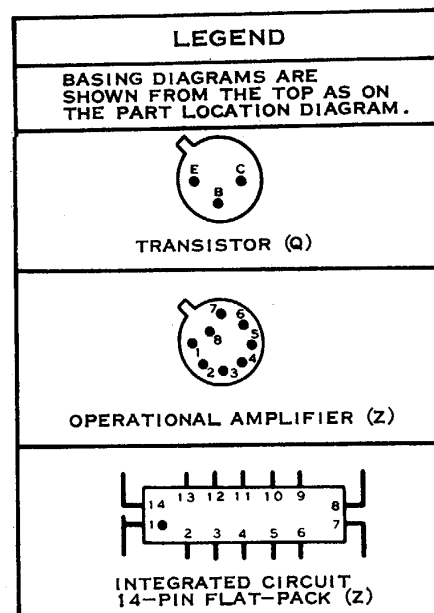 LEGEND
BASING DIAGRAMS ARE
SHOWN FROM THE TOP AS ON
THE PART LOCATION DIAGRAM.
E C
B
TRANSISTOR (Q)
7 6
8 5
1 4
2 3
OPERATIONAL AMPLIFIER (Z)
13 12 11 10 9
14 8
1 7
2 3 4 5 6
INTEGRATED CIRCUIT
14-PIN FLAT-PACK (Z)